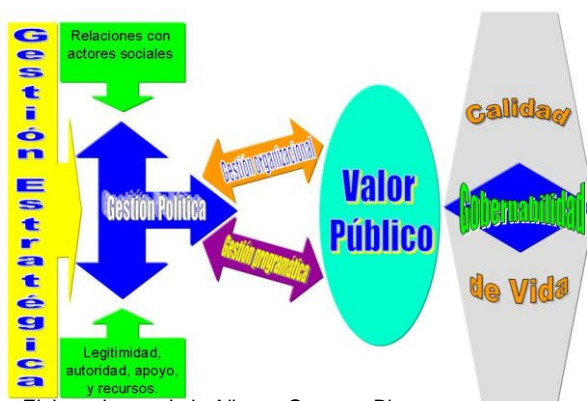 Gestión Estratégica
Relaciones con
actores sociales
Gestión Política
Legitimidad,
autoridad, apoyo,
y recursos.
Gestión organizacional
Gestión programática
Valor
Público
Calidad
Gobernabilidad
de Vida